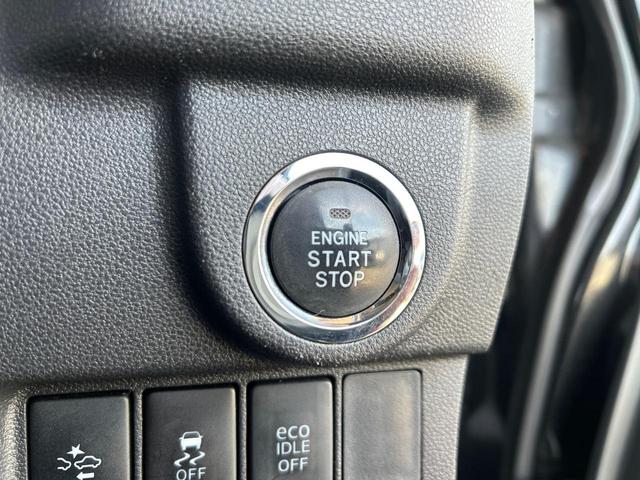 ENGINE
START
STOP
OFF
eco
IDLE
OFF